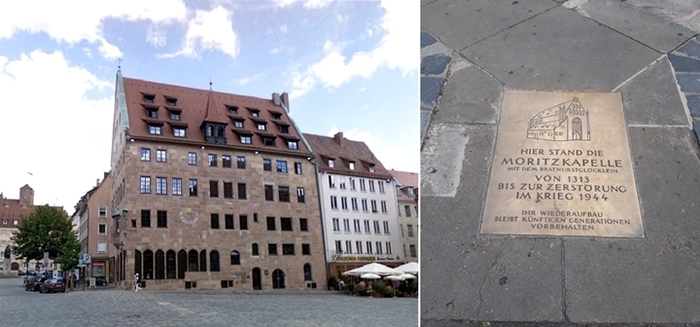 HIER STAND DIE
MORITZKAPELLE
MIT DEM BRATWURSTGLÖCKLEIN
VON 1313
BIS ZUR ZERSTÖRUNG
IM KRIEG 1944
IHR WIEDERAUFBAU
BLEIBT KÜNFTIGEN GENERATIONEN
VORBEHALTEN